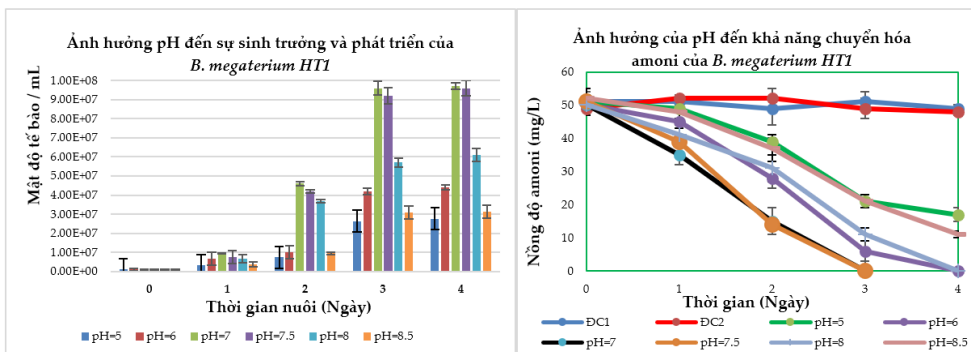 Ảnh hưởng pH đến sự sinh trưởng và phát triển của
B. megaterium HT1
Mật độ tế bào / mL
1.00E+08
9.00E+07
8.00E+07
7.00E+07
6.00E+07
5.00E+07
4.00E+07
3.00E+07
2.00E+07
1.00E+07
0.00E+00
0 1 2 3 4
Thời gian nuôi (Ngày)
pH=5 pH=6 pH=7 pH=7.5 pH=8 pH=8.5
Ảnh hưởng của pH đến khả năng chuyển hóa
amoni của B. megaterium HT1
Nồng độ amoni (mg/L)
60
50
40
30
20
10
0
0 1 2 3 4
Thời gian (Ngày)
ĐC1 ĐC2 pH=5 pH=6
pH=7 pH=7.5 pH=8 pH=8.5